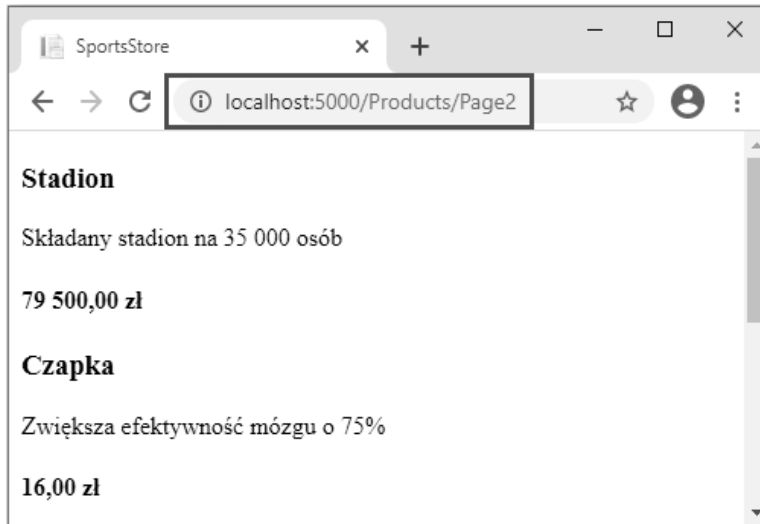 SportsStore
localhost:5000/Products/Page2
Stadion
Składany stadion na 35 000 osób
79 500,00 zł
Czapka
Zwiększa efektywność mózgu o 75%
16,00 zł